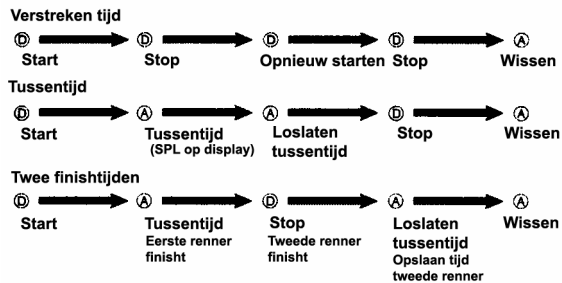 Verstreken tijd
D D D D A
Start Stop Opnieuw starten Stop Wissen
Tussentijd
D A A D A
Start Tussentijd Loslaten Stop Wissen
(SPL op display) tussentijd
Twee finishtijden
D A D A A
Start Tussentijd Stop Loslaten Wissen
Eerste renner Tweede renner tussentijd
finisht finisht Opslaan tijd
tweede renner